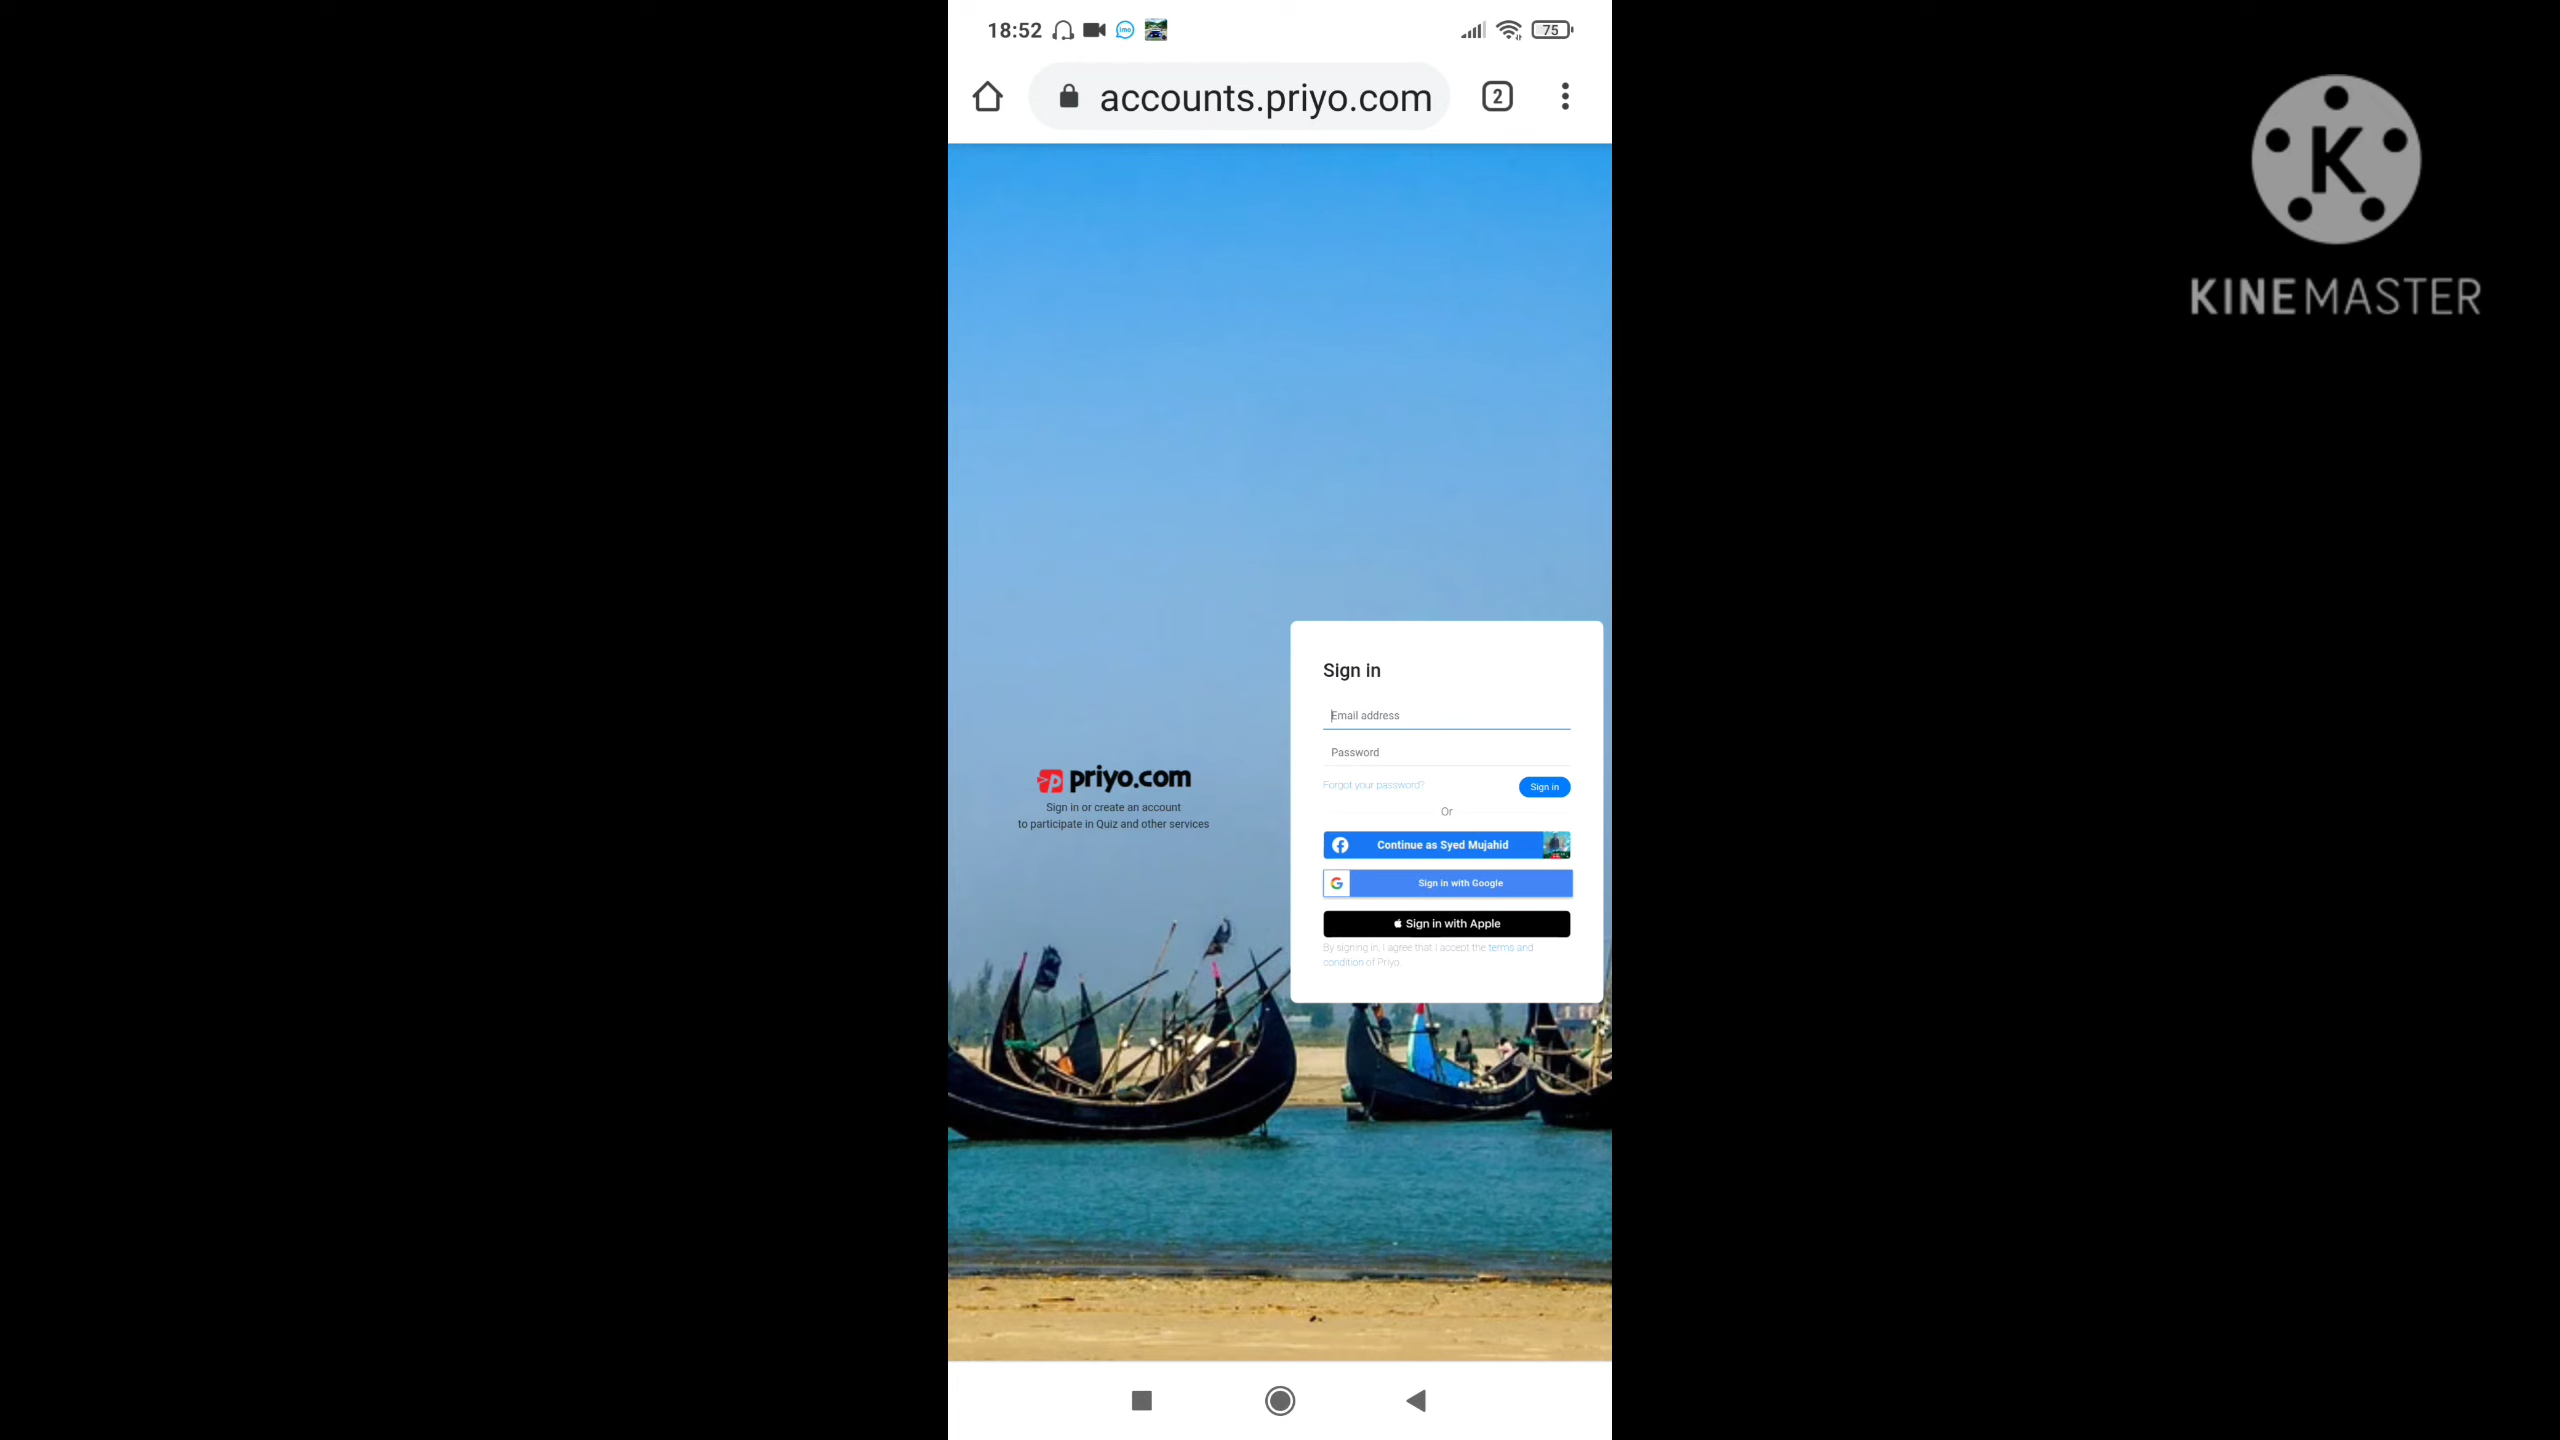 18:52
imo
75
accounts.priyo.com
2
K
KINEMASTER
Sign in
Email address
Password
Forgot your password?
Sign in
Or
priyo.com
Sign in or create an account
to participate in Quiz and other services
Continue as Syed Mujahid
Sign in with Google
Sign in with Apple
By signing in, I agree that I accept the terms and
condition of Priyo.